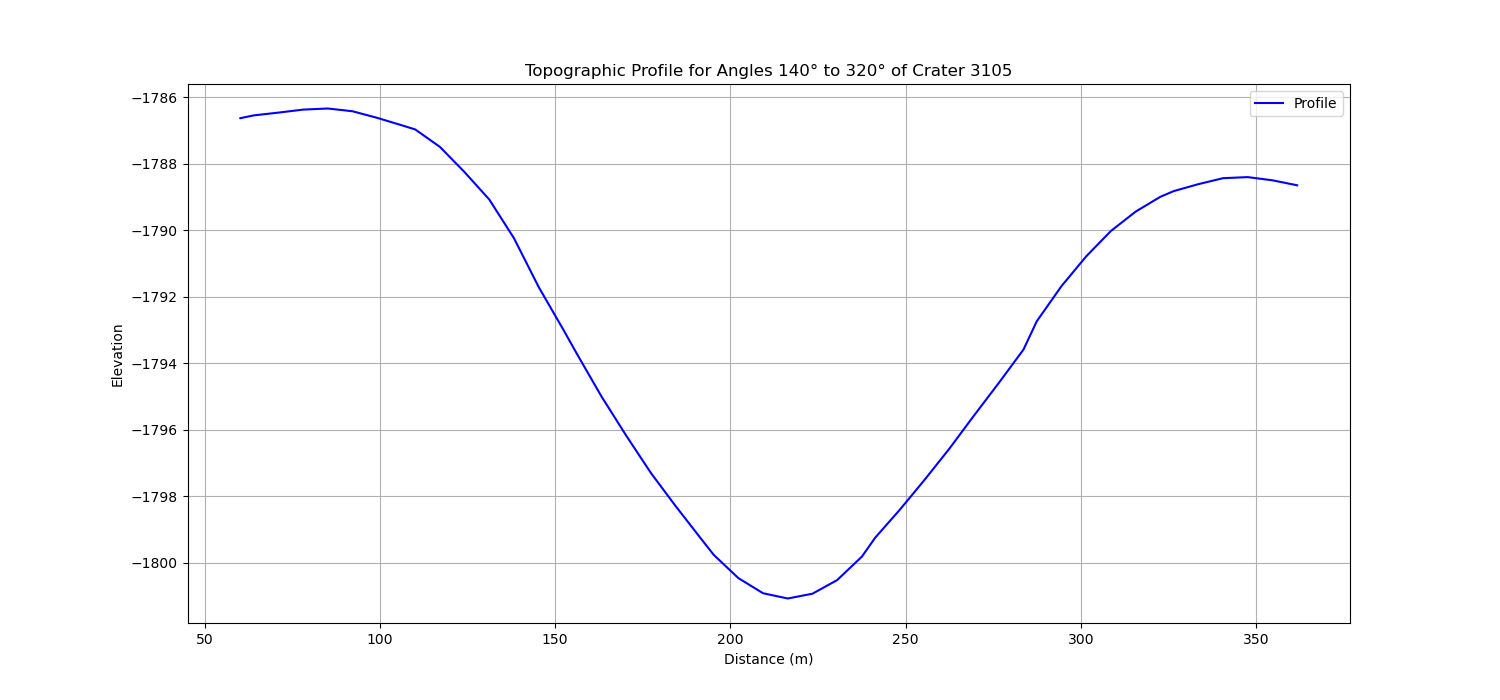 Topographic Profile for Angles 140° to 320° of Crater 3105
Profile
−1786
−1788
−1790
−1792
−1794
−1796
−1798
−1800
Elevation
50 100 150 200 250 300 350
Distance (m)